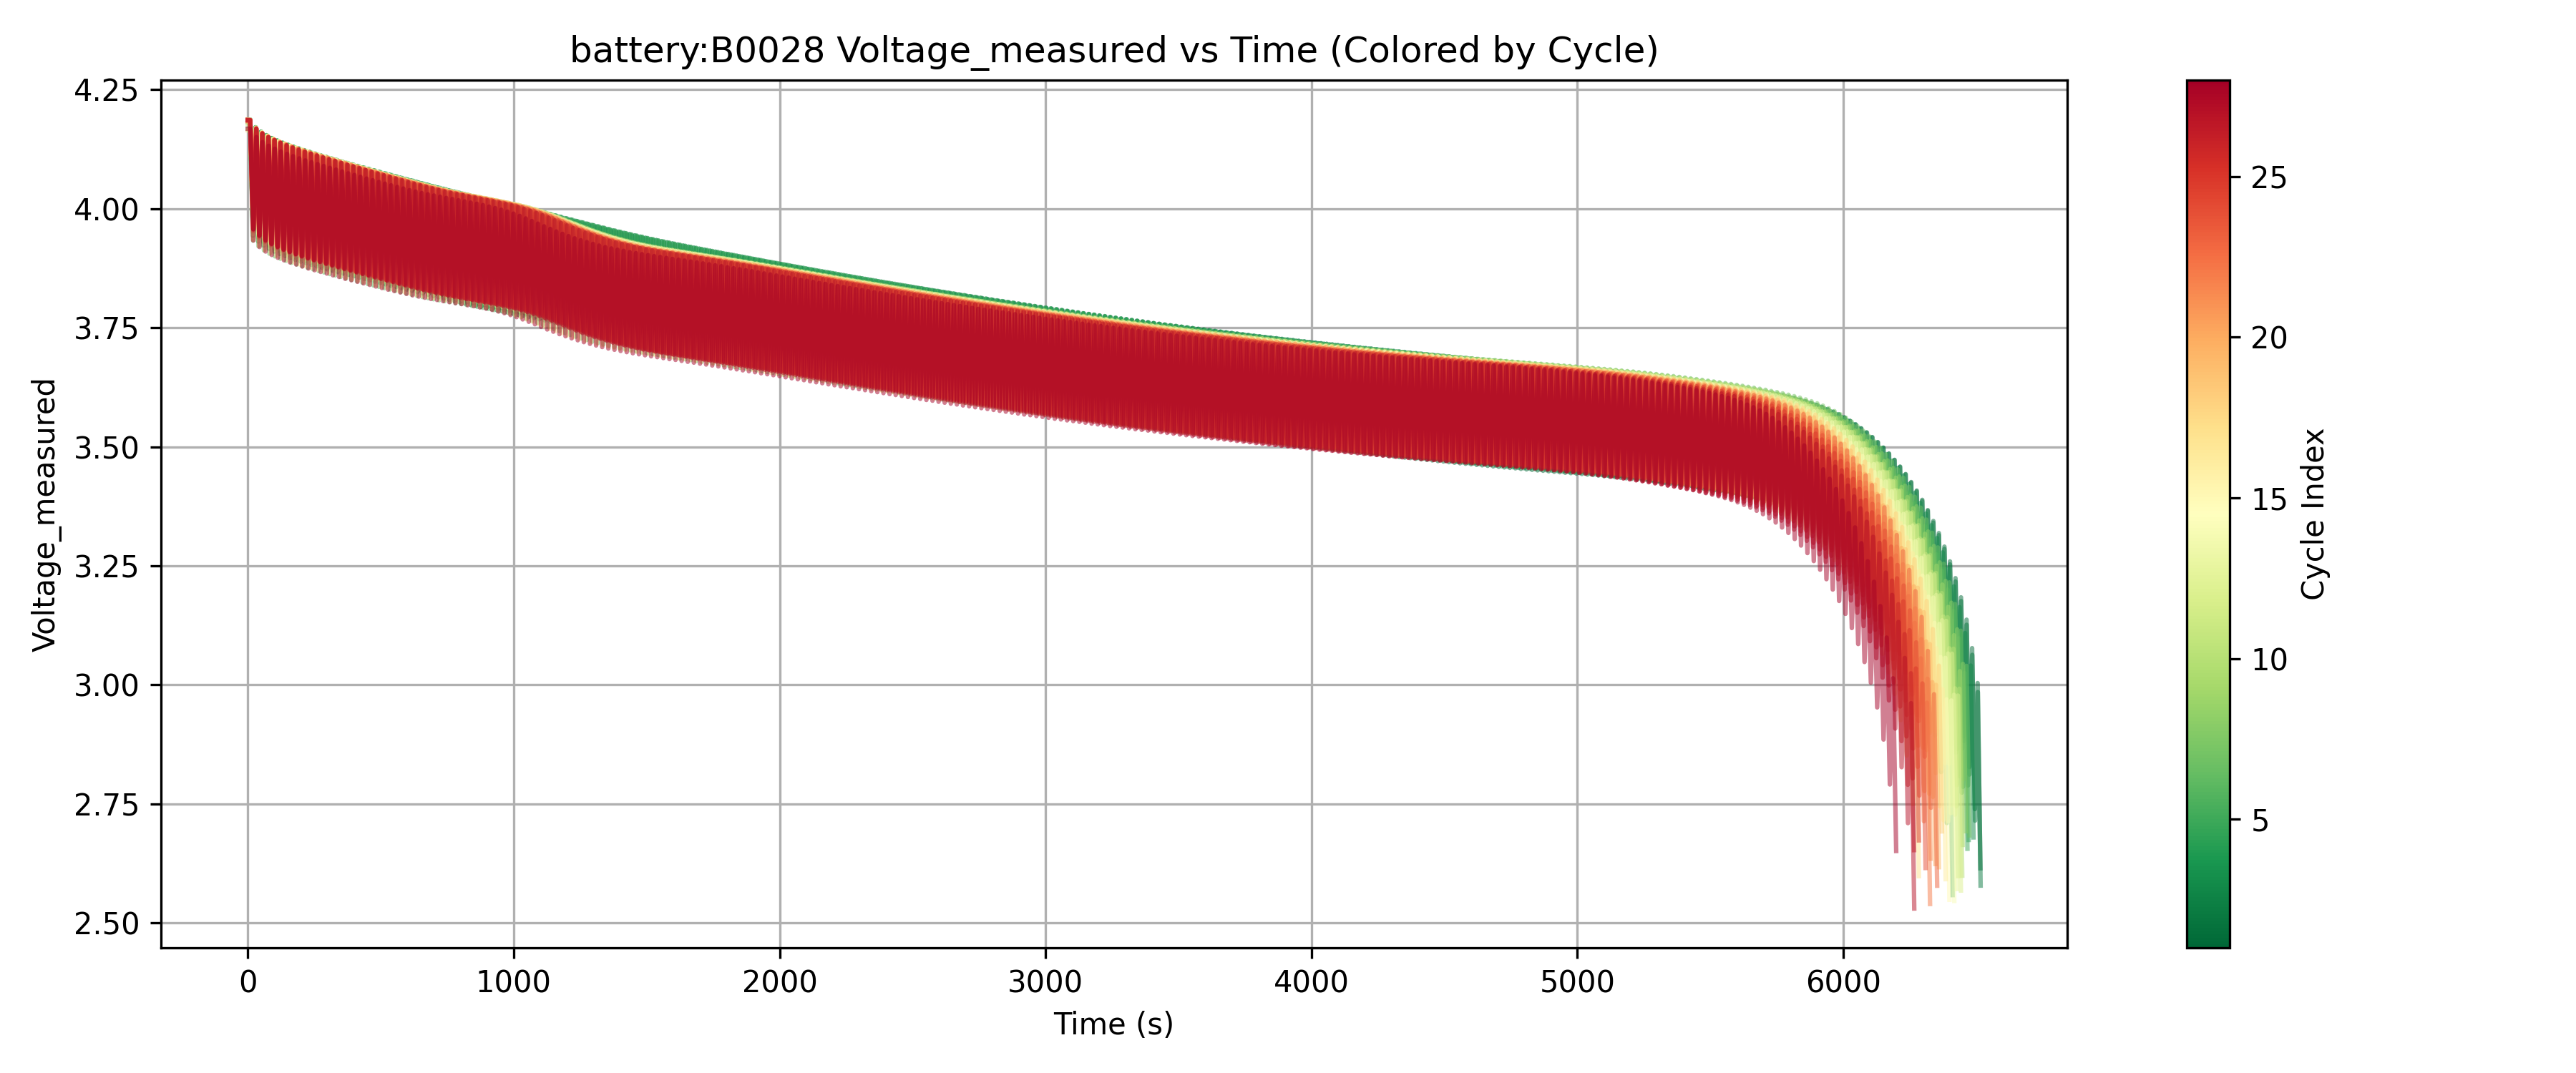 battery:B0028 Voltage_measured vs Time (Colored by Cycle)
Voltage_measured
4.25
4.00
3.75
3.50
3.25
3.00
2.75
2.50
0 1000 2000 3000 4000 5000 6000
Time (s)
25
20
15
10
5
Cycle Index